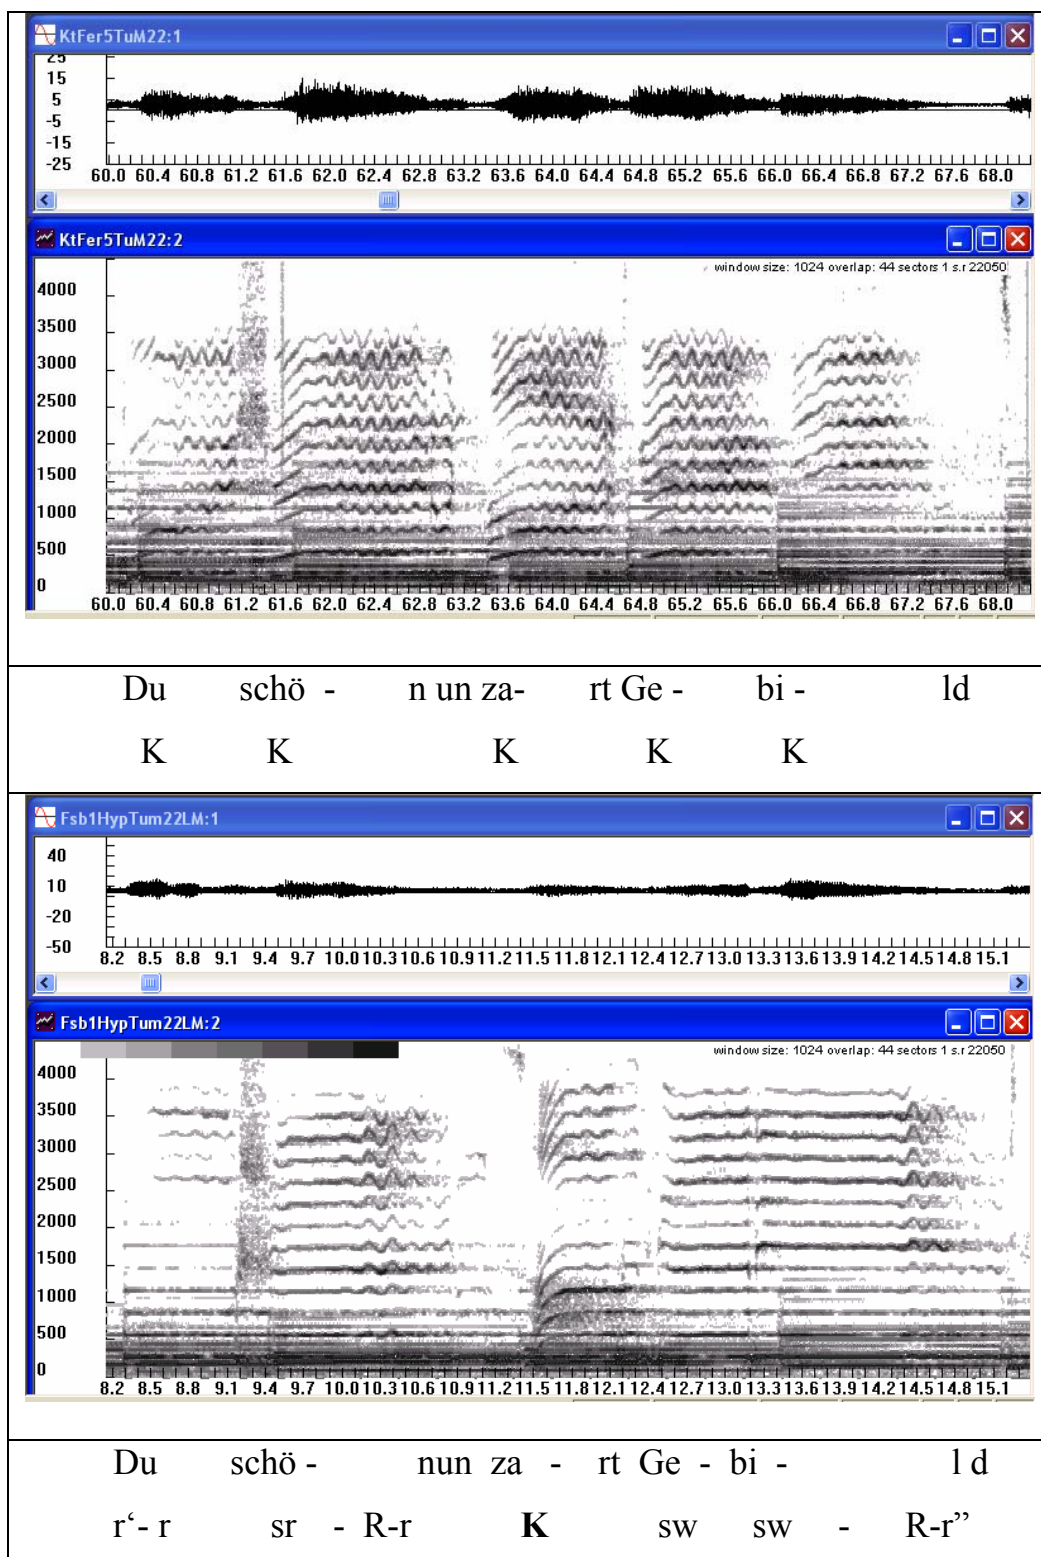 KtFer5TuM22:1
25
15
5
-5
-15
-25
60.0 60.4 60.8 61.2 61.6 62.0 62.4 62.8 63.2 63.6 64.0 64.4 64.8 65.2 65.6 66.0 66.4 66.8 67.2 67.6 68.0
KtFer5TuM22:2
window size: 1024 overlap: 44 sectors 1 s.r 22050
4000
3500
3000
2500
2000
1500
1000
500
0
60.0 60.4 60.8 61.2 61.6 62.0 62.4 62.8 63.2 63.6 64.0 64.4 64.8 65.2 65.6 66.0 66.4 66.8 67.2 67.6 68.0
Du schö - n un za- rt Ge - bi - ld
K K K K K
Fsb1HypTum22LM:1
40
10
-20
-50
8.2 8.5 8.8 9.1 9.4 9.7 10.0 10.3 10.6 10.9 11.2 11.5 11.8 12.1 12.4 12.7 13.0 13.3 13.6 13.9 14.2 14.5 14.8 15.1
Fsb1HypTum22LM:2
window size: 1024 overlap: 44 sectors 1 s.r 22050
4000
3500
3000
2500
2000
1500
1000
500
0
8.2 8.5 8.8 9.1 9.4 9.7 10.0 10.3 10.6 10.9 11.2 11.5 11.8 12.1 12.4 12.7 13.0 13.3 13.6 13.9 14.2 14.5 14.8 15.1
Du schö - nun za - rt Ge - bi - l d
r‘- r sr - R-r K sw sw - R-r”